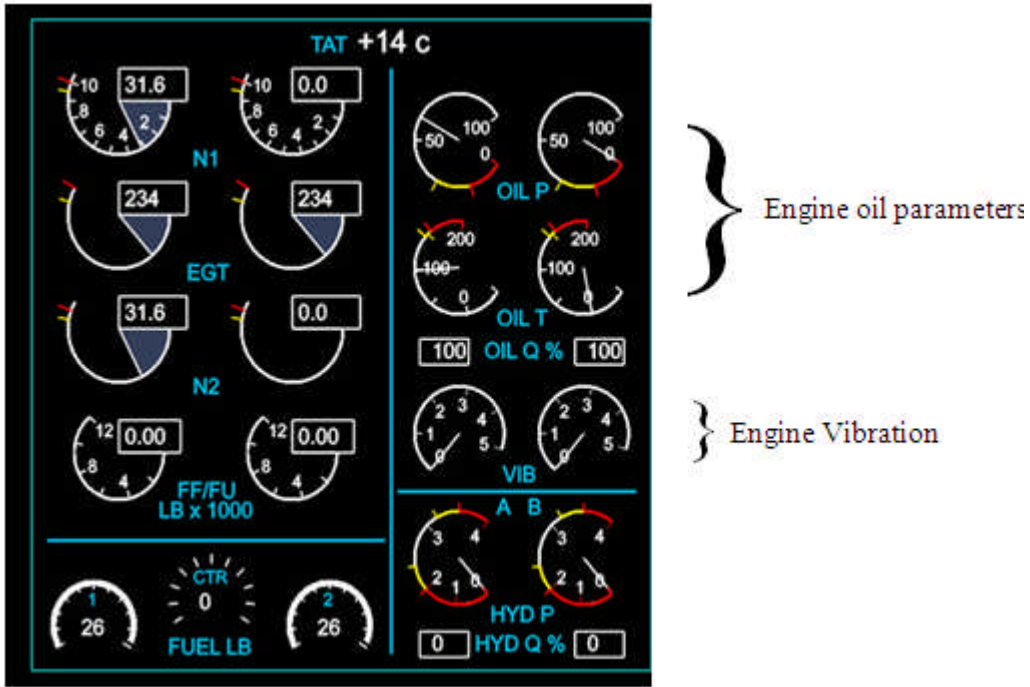 TAT +14 c
10 31.6
8 6 4 2
10 0.0
8 6 4 2
N1
234 234
EGT
31.6 0.0
N2
12 0.00
8 4
12 0.00
8 4
FF/FU
LB x 1000
1
26
CTR
0
2
26
FUEL LB
50 100 0
50 100 0
OIL P
200 100 0
200 100 0
OIL T
100 OIL Q % 100
0 1 2 3 4 5
0 1 2 3 4 5
VIB
A B
3 4 2 1 0
3 4 2 1 0
HYD P
0 HYD Q % 0
Engine oil parameters
Engine Vibration